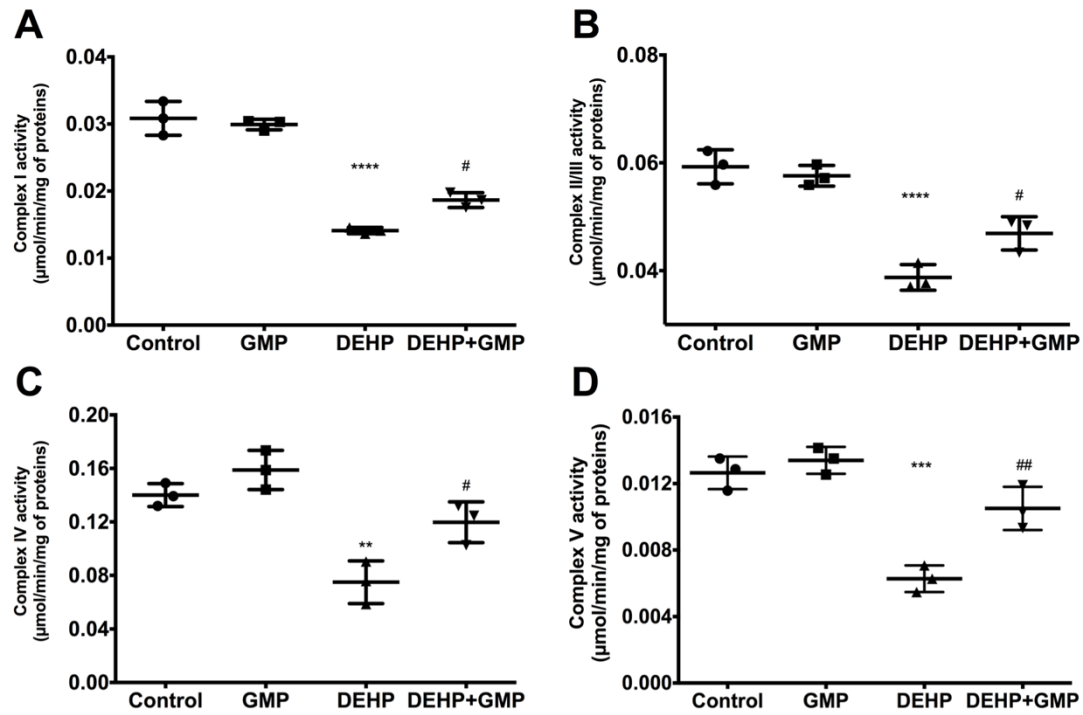 A
Complex I activity
(µmol/min/mg of proteins)
0.04
0.03
0.02
0.01
0.00
****
#
Control GMP DEHP DEHP+GMP
B
Complex II/III activity
(µmol/min/mg of proteins)
0.08
0.06
0.04
****
#
Control GMP DEHP DEHP+GMP
C
Complex IV activity
(µmol/min/mg of proteins)
0.20
0.16
0.12
0.08
0.04
0.00
**
#
Control GMP DEHP DEHP+GMP
D
Complex V activity
(µmol/min/mg of proteins)
0.016
0.012
0.008
0.004
0.000
***
##
Control GMP DEHP DEHP+GMP